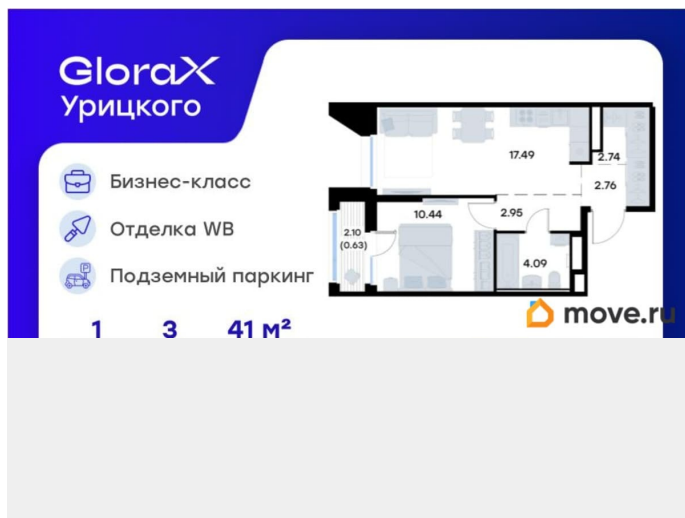 GloraX
Урицкого
Бизнес-класс
Отделка WB
Подземный паркинг
1 3 41 м²
17.49
2.74
2.76
10.44
2.95
2.10
(0.63)
4.09
move.ru